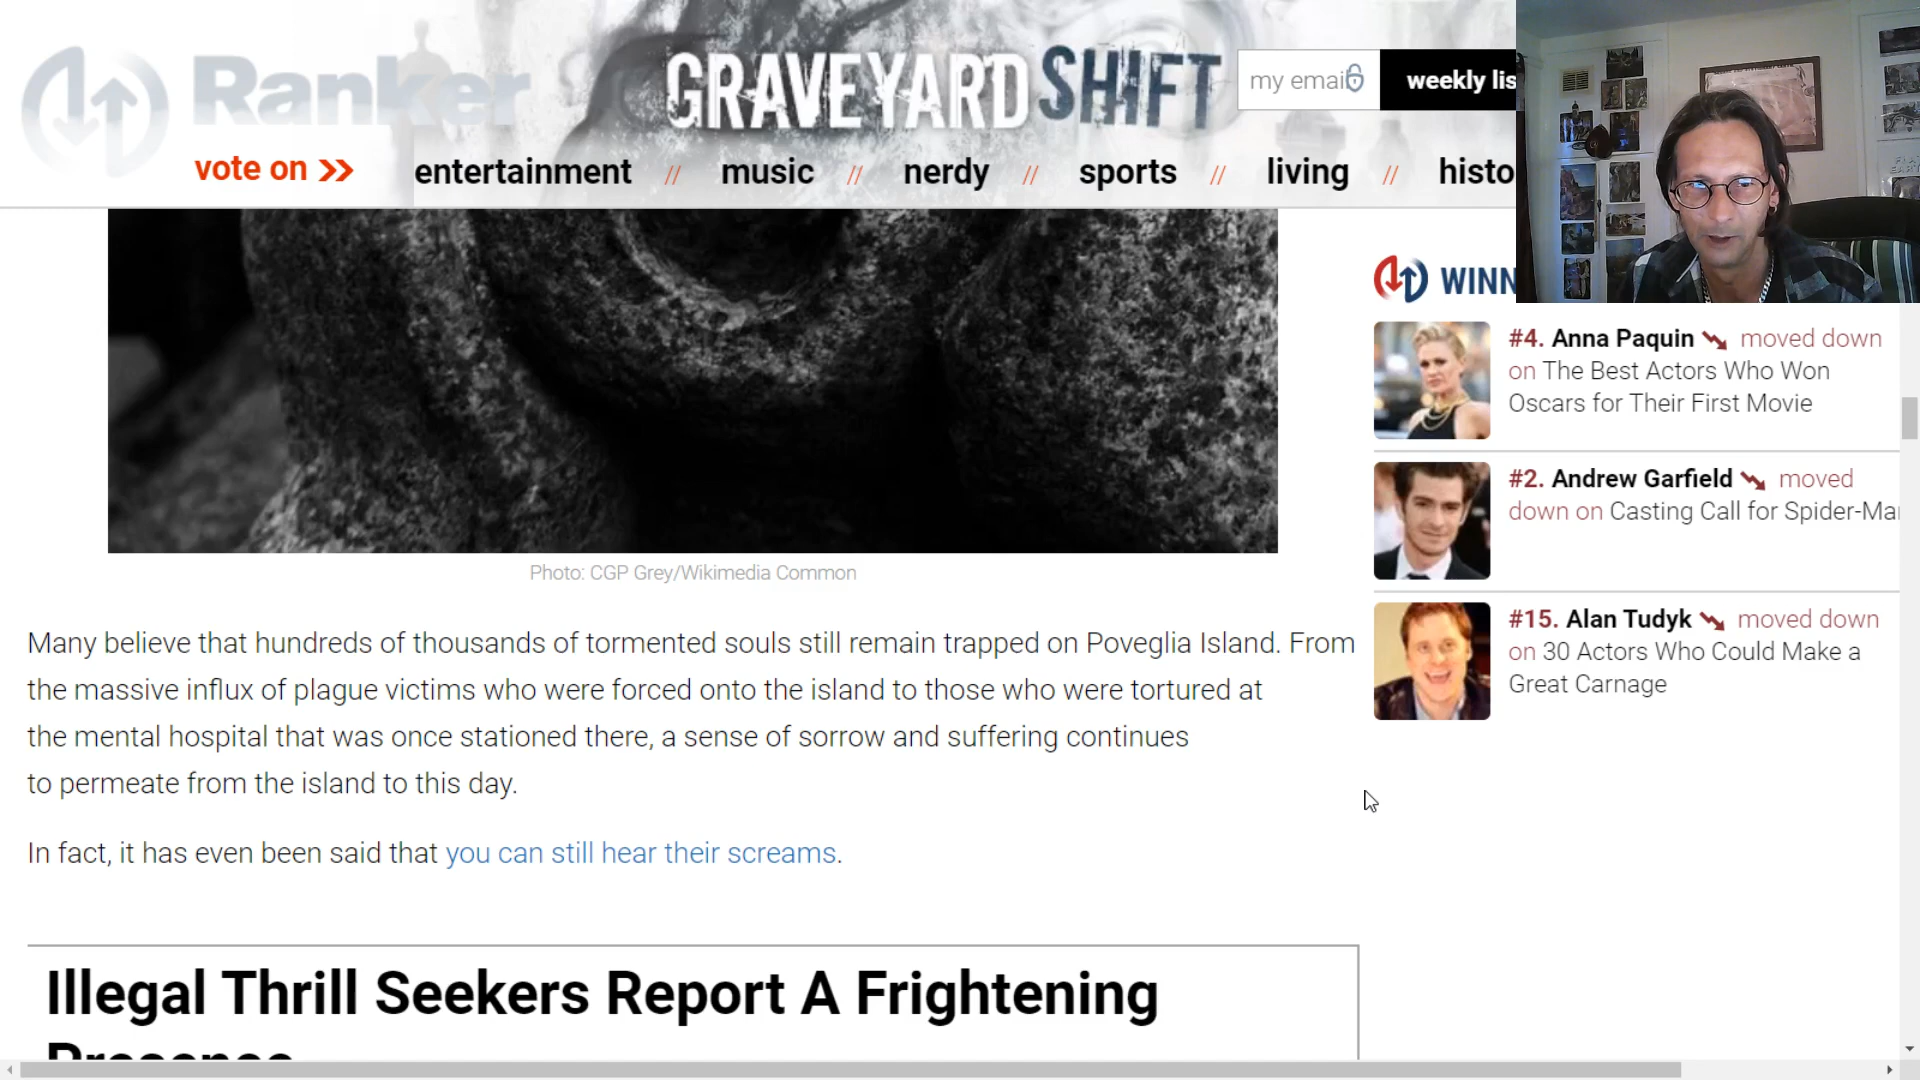 Ranker
GRAVEYARD SHIFT
my email
weekly lis
vote on >>
entertainment // music // nerdy // sports // living // histo
Photo: CGP Grey/Wikimedia Common
Many believe that hundreds of thousands of tormented souls still remain trapped on Poveglia Island. From
the massive influx of plague victims who were forced onto the island to those who were tortured at
the mental hospital that was once stationed there, a sense of sorrow and suffering continues
to permeate from the island to this day.
In fact, it has even been said that you can still hear their screams.
Illegal Thrill Seekers Report A Frightening
Presence
WINN
#4. Anna Paquin moved down
on The Best Actors Who Won
Oscars for Their First Movie
#2. Andrew Garfield moved
down on Casting Call for Spider-Ma
#15. Alan Tudyk moved down
on 30 Actors Who Could Make a
Great Carnage